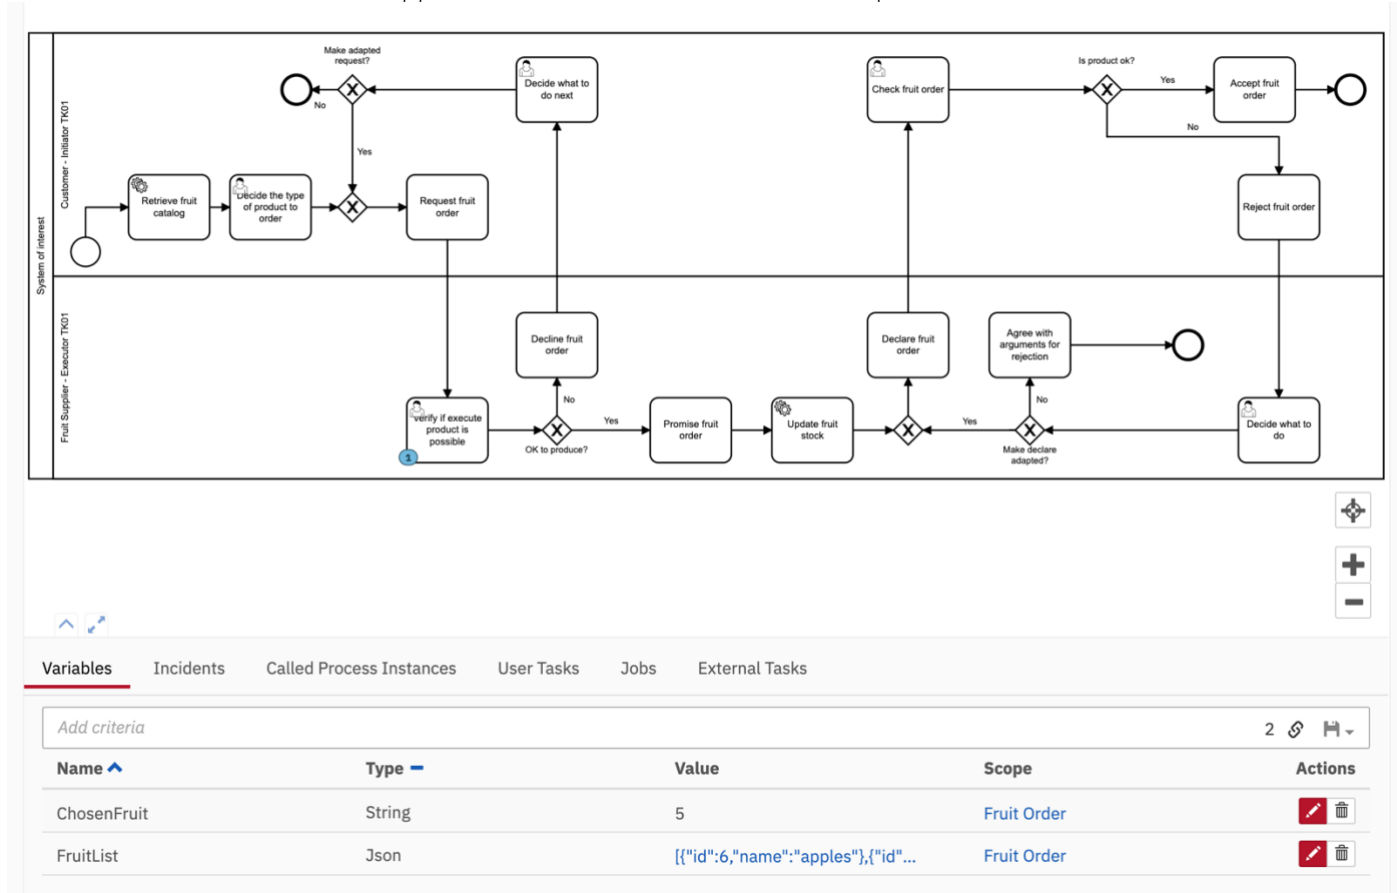 Make adapted
request?
No
Yes
Decide what to
do next
Check fruit order
Is product ok?
Yes
No
Accept fruit
order
Customer - Initiator TK01
Retrieve fruit
catalog
Decide the type
of product to
order
Request fruit
order
Reject fruit order
System of interest
Fruit Supplier - Executor TK01
Decline fruit
order
Declare fruit
order
Agree with
arguments for
rejection
No
No
verify if execute
product is
possible
1
OK to produce?
Yes
Promise fruit
order
Update fruit
stock
Yes
Make declare
adapted?
Decide what to
do
Variables Incidents Called Process Instances User Tasks Jobs External Tasks
Add criteria 2
Name Type Value Scope Actions
ChosenFruit String 5 Fruit Order
FruitList Json [{"id":6,"name":"apples"},{"id"... Fruit Order